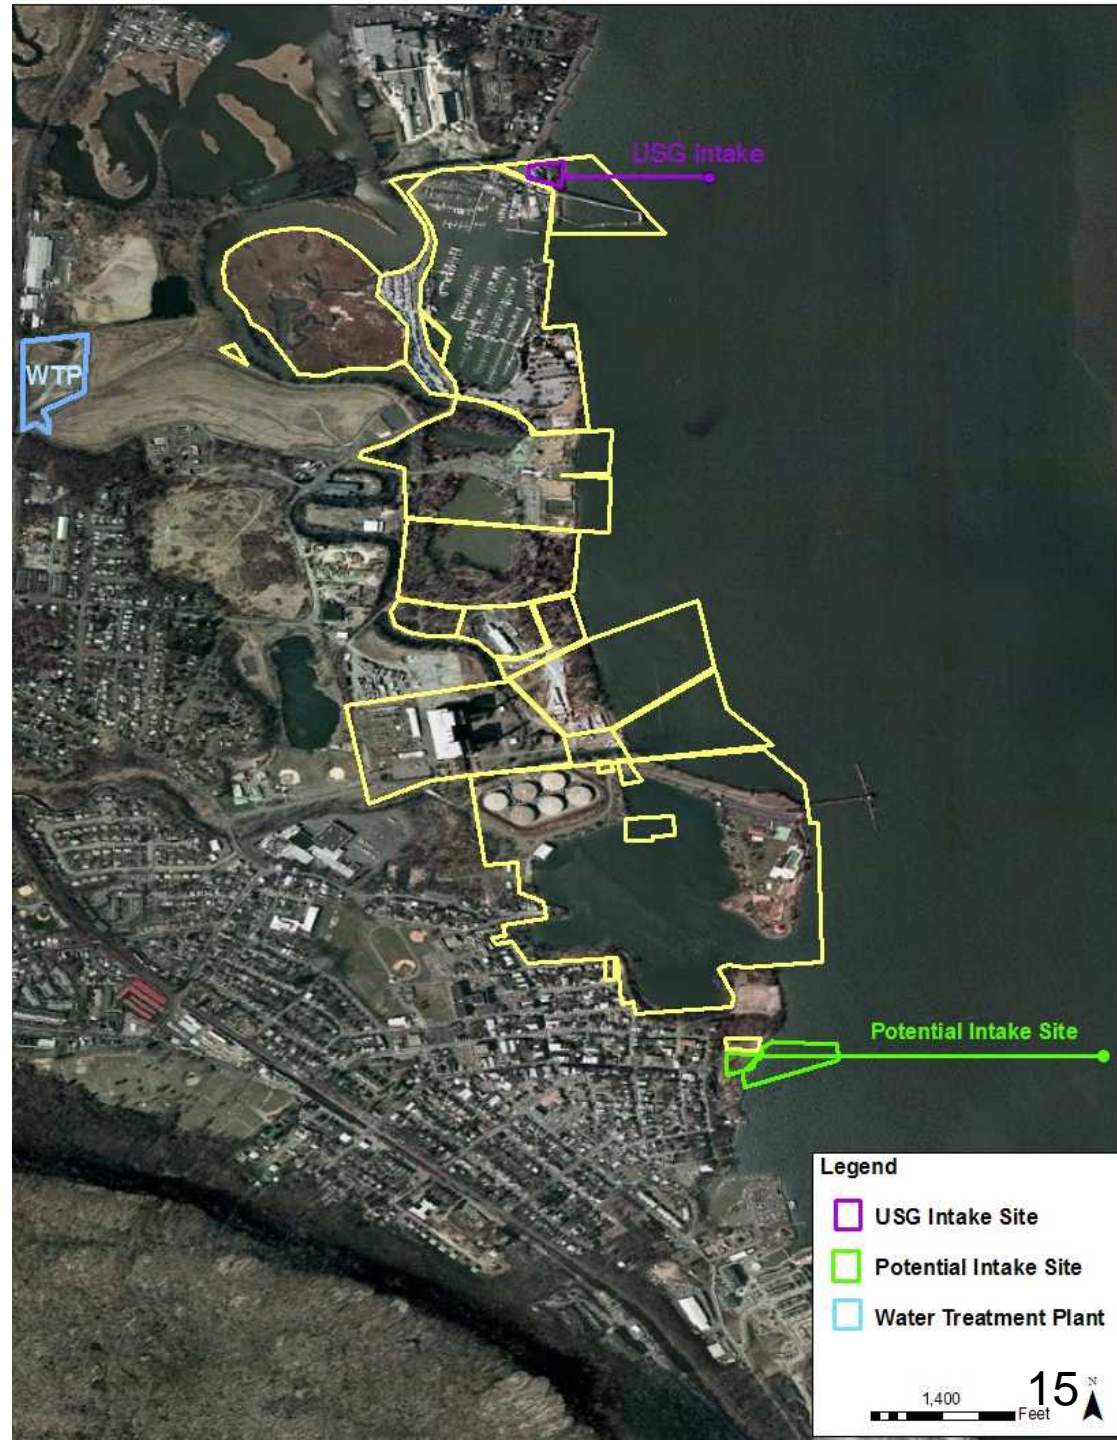 USG Intake
WTP
Potential Intake Site
Legend
USG Intake Site
Potential Intake Site
Water Treatment Plant
1,400
Feet
15
N